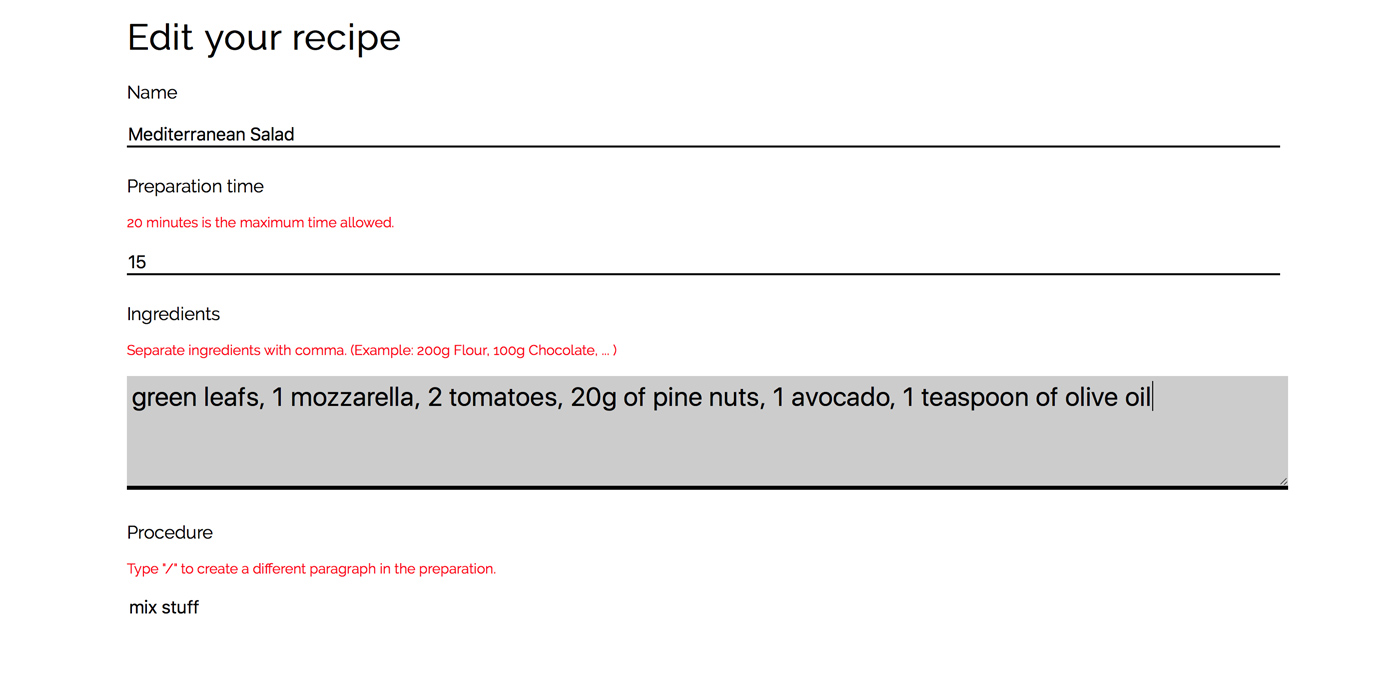 Edit your recipe
Name
Mediterranean Salad
Preparation time
20 minutes is the maximum time allowed.
15
Ingredients
Separate ingredients with comma. (Example: 200g Flour, 100g Chocolate, ... )
green leafs, 1 mozzarella, 2 tomatoes, 20g of pine nuts, 1 avocado, 1 teaspoon of olive oil
Procedure
Type "/" to create a different paragraph in the preparation.
mix stuff